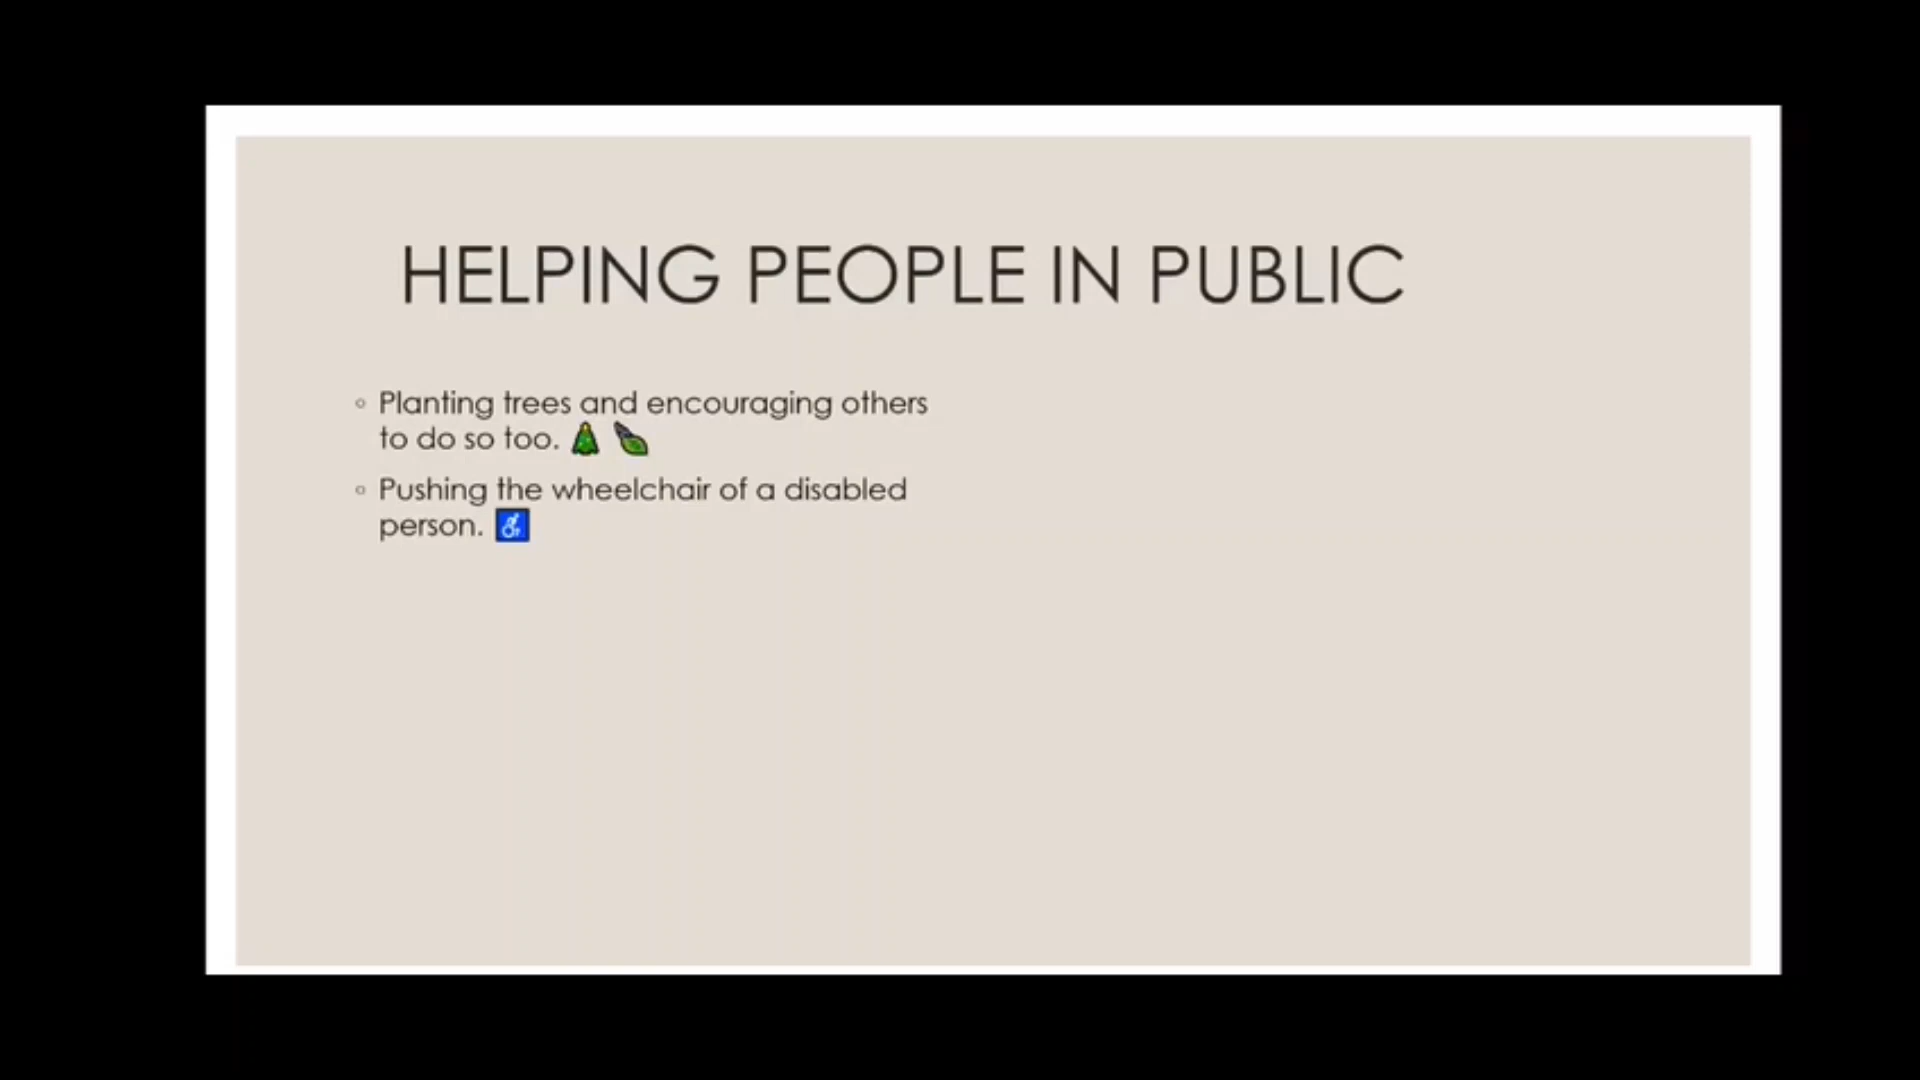 HELPING PEOPLE IN PUBLIC
Planting trees and encouraging others
to do so too.
Pushing the wheelchair of a disabled
person.